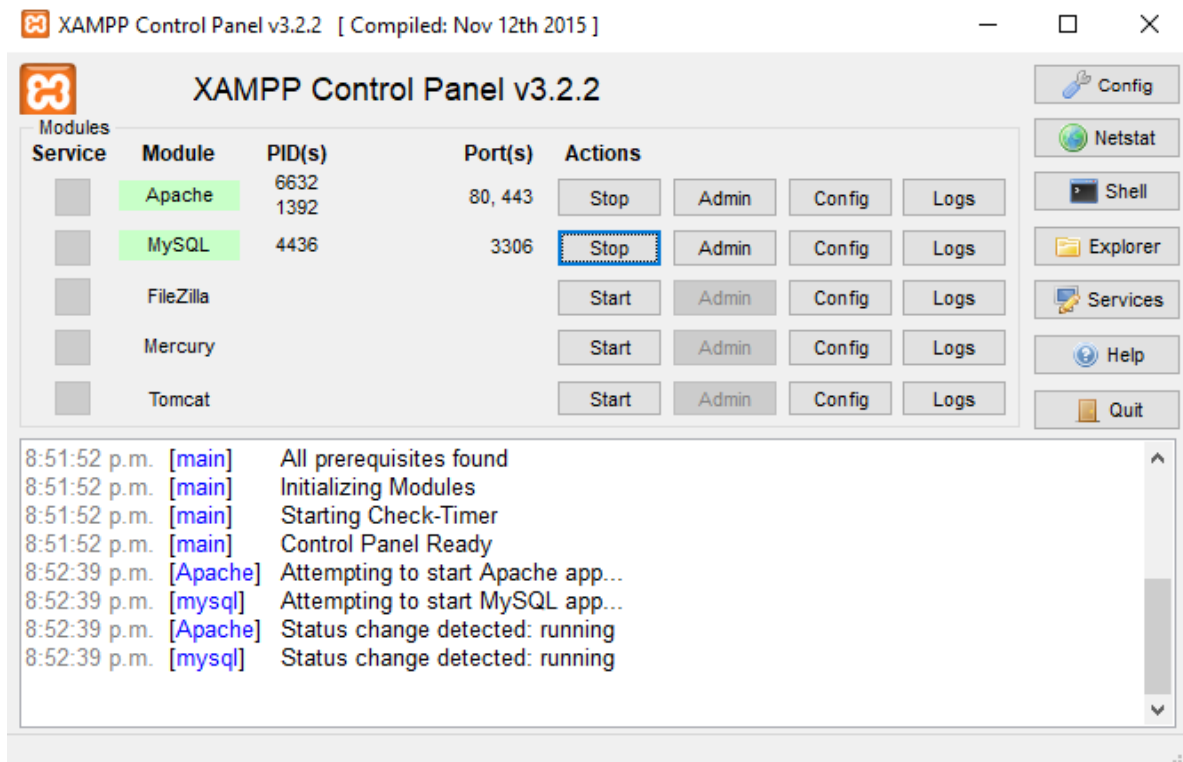 XAMPP Control Panel v3.2.2 [ Compiled: Nov 12th 2015 ]
XAMPP Control Panel v3.2.2
Config
Modules
Service Module PID(s) Port(s) Actions
Netstat
Apache 6632 1392 80, 443 Stop Admin Config Logs
Shell
MySQL 4436 3306 Stop Admin Config Logs
Explorer
FileZilla Start Admin Config Logs
Services
Mercury Start Admin Config Logs
Help
Tomcat Start Admin Config Logs
Quit
8:51:52 p.m. [main] All prerequisites found
8:51:52 p.m. [main] Initializing Modules
8:51:52 p.m. [main] Starting Check-Timer
8:51:52 p.m. [main] Control Panel Ready
8:52:39 p.m. [Apache] Attempting to start Apache app...
8:52:39 p.m. [mysql] Attempting to start MySQL app...
8:52:39 p.m. [Apache] Status change detected: running
8:52:39 p.m. [mysql] Status change detected: running